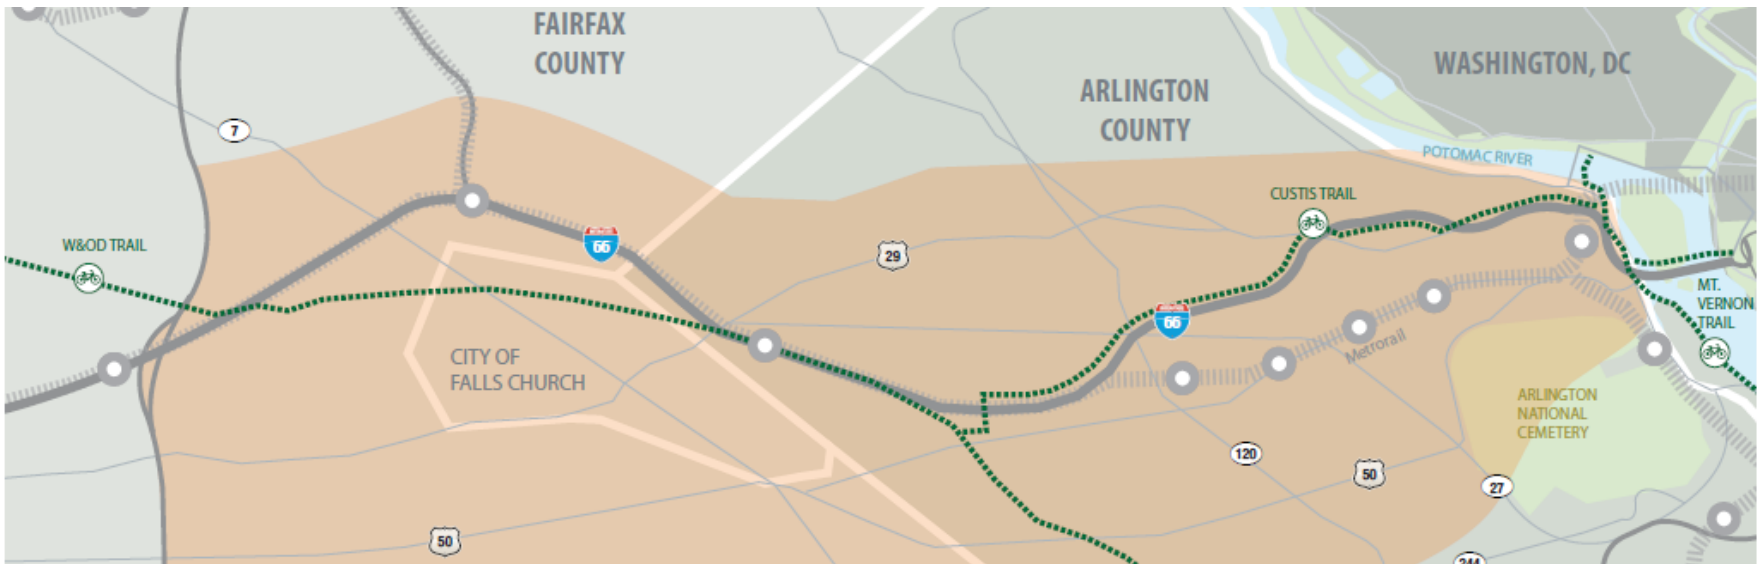 FAIRFAX
COUNTY
WASHINGTON, DC
ARLINGTON
COUNTY
7
POTOMAC RIVER
CUSTIS TRAIL
W&OD TRAIL
66
29
MT.
VERNON
TRAIL
66
Metrorail
CITY OF
FALLS CHURCH
ARLINGTON
NATIONAL
CEMETERY
120
50
27
50
244